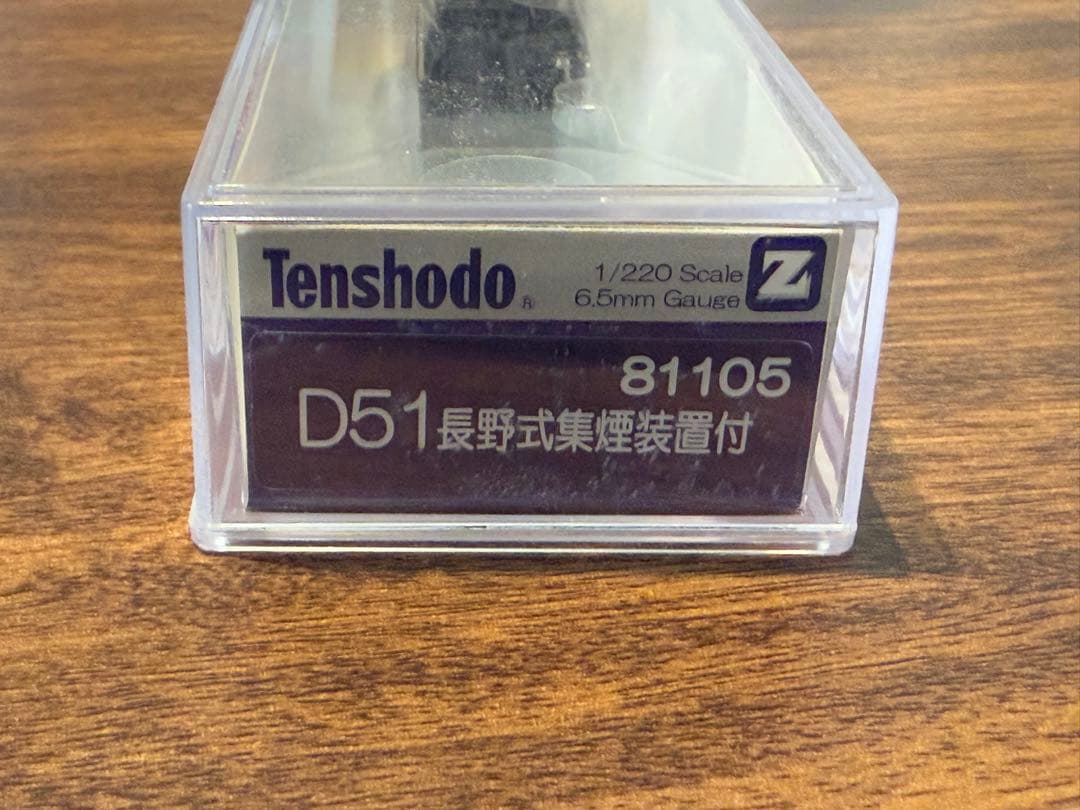 Tenshodo®
1/220 Scale
6.5mm Gauge
Z
81105
D51長野式集煙装置付